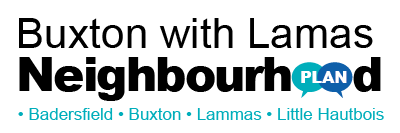 Buxton with Lamas
Neighbourhood PLAN
• Badersfield • Buxton • Lammas • Little Hautbois